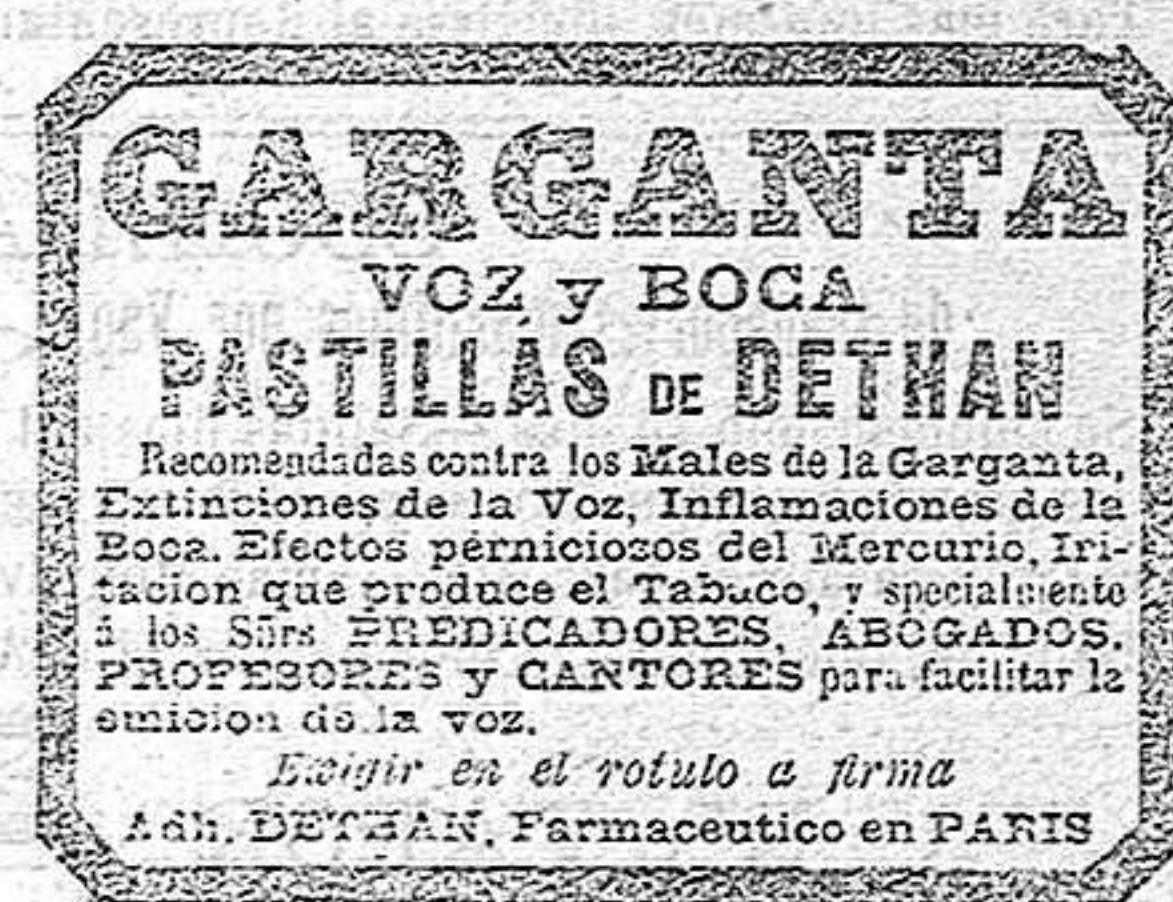 GARGANTA
VOZ y BOCA
PASTILLAS DE DETHAN
Recomendadas contra los Males de la Garganta,
Extinciones de la Voz, Inflamaciones de la
Boca. Efectos perniciosos del Mercurio, Iri-
tacion que produce el Tabaco, y specialmente
á los Sñrs PREDICADORES, ABOGADOS,
PROFESORES y CANTORES para facilitar la
emicion de la voz.
Exigir en el rotulo a firma
Adh. DETHAN, Farmaceutico en PARIS